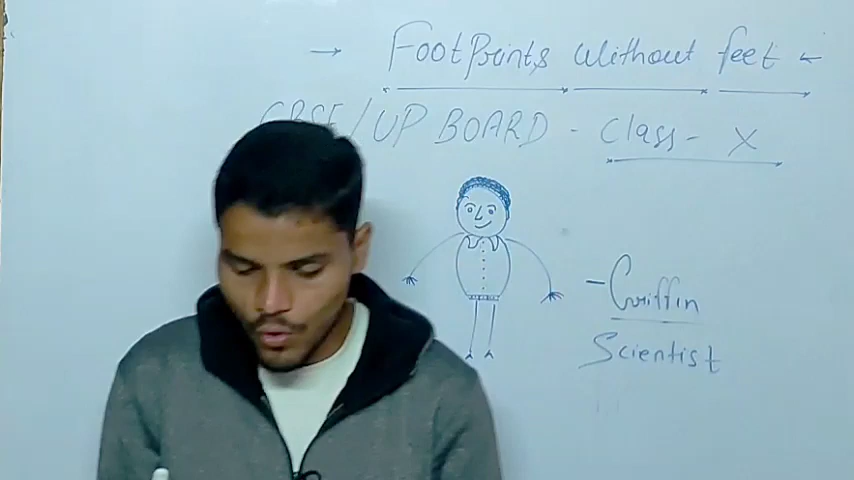 → FootPrints Without feet ←
CBSE / UP BOARD - Class - X
- Griffin
Scientist